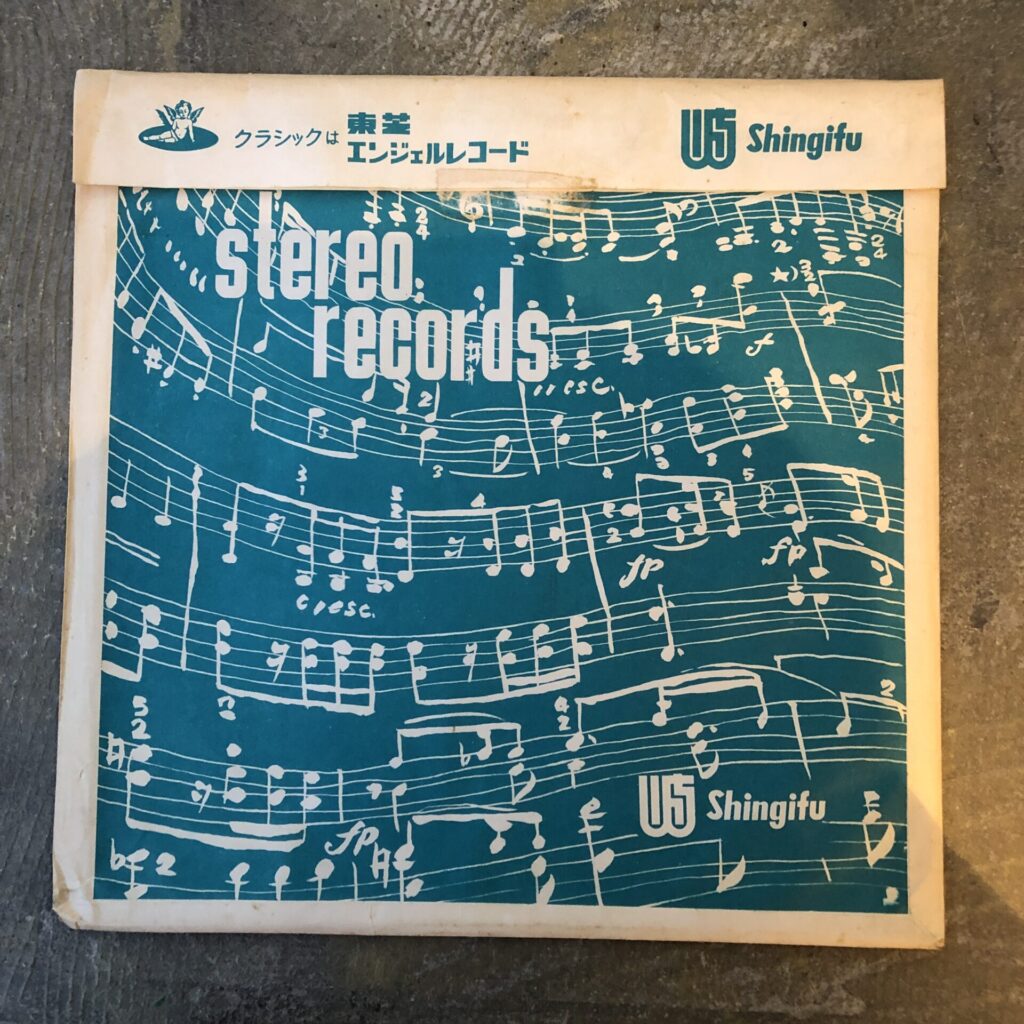 クラシックは
東芝
エンジェルレコード
Shingifu
stereo
records
cresc.
fp
fp
cresc.
Shingifu
fp